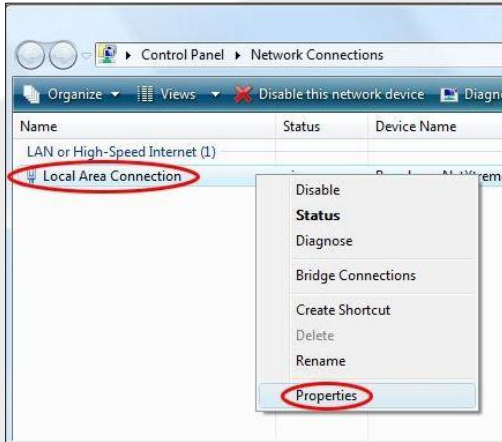 Control Panel Network Connections
Organize Views Disable this network device
Name Status Device Name
LAN or High-Speed Internet (1)
Local Area Connection
Disable
Status
Diagnose
Bridge Connections
Create Shortcut
Delete
Rename
Properties